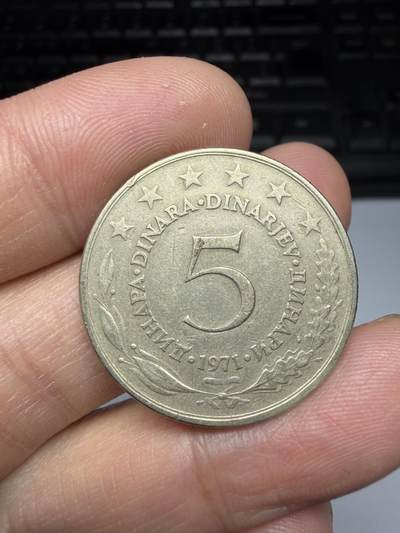 ДИНАРА • DINARA • DINARJEV • ДИНАРИ
5
• 1971 •